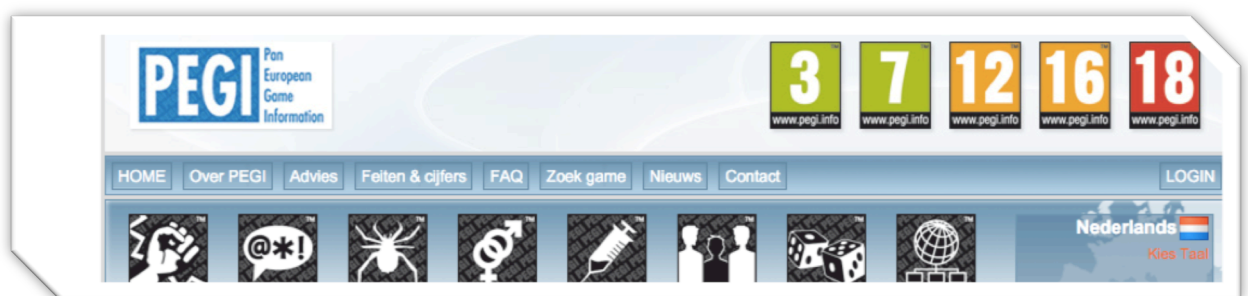 PEGI
Pan
European
Game
Information
3 7 12 16 18
www.pegi.info www.pegi.info www.pegi.info www.pegi.info www.pegi.info
HOME Over PEGI Advies Feiten & cijfers FAQ Zoek game Nieuws Contact LOGIN
@*!
Nederlands
Kies Taal